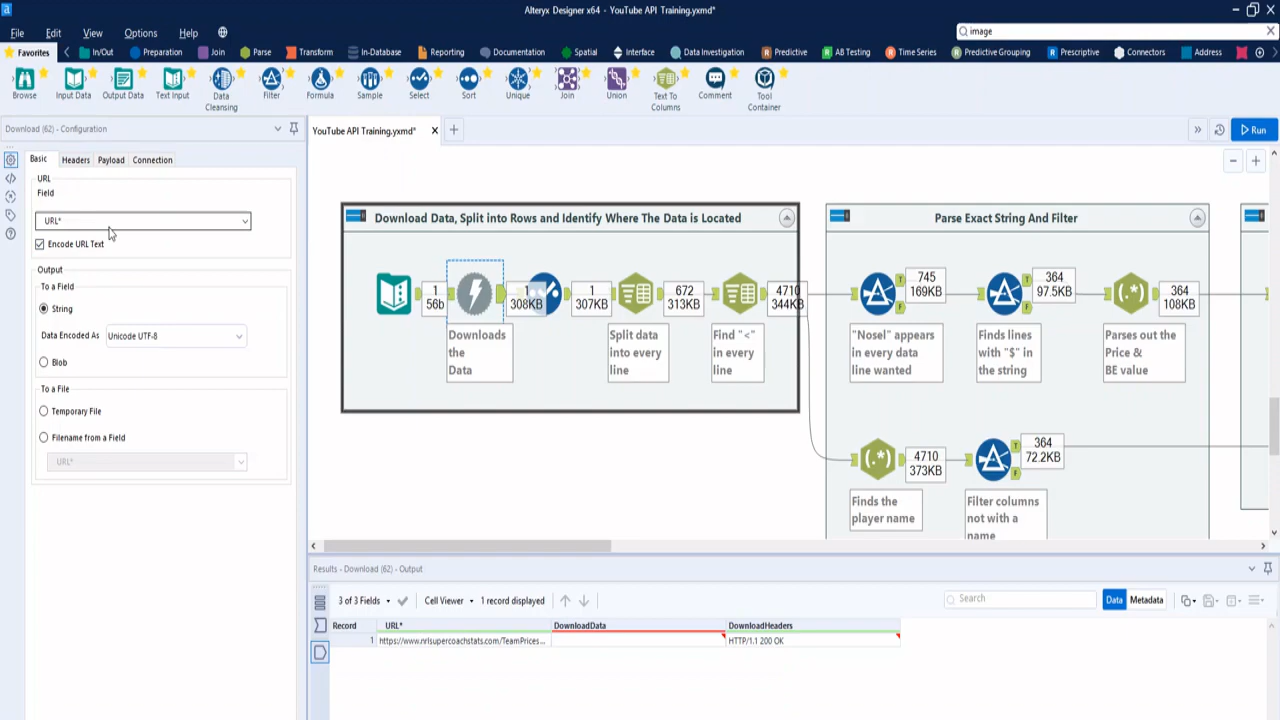 Alteryx Designer x64 - YouTube API Training.yxmd*
File Edit View Options Help
image
Favorites In/Out Preparation Join Parse Transform In-Database Reporting Documentation Spatial Interface Data Investigation Predictive AB Testing Time Series Predictive Grouping Prescriptive Connectors Address
Browse Input Data Output Data Text Input Data Cleansing Filter Formula Sample Select Sort Unique Join Union Text To Columns Comment Tool Container
Download (62) - Configuration
YouTube API Training.yxmd*
Run
Basic Headers Payload Connection
URL
Field
URL*
Encode URL Text
Output
To a Field
String
Data Encoded As Unicode UTF-8
Blob
To a File
Temporary File
Filename from a Field
URL*
Download Data, Split into Rows and Identify Where The Data is Located
1
56b
1
308KB
1
307KB
672
313KB
4710
344KB
Downloads
the
Data
Split data
into every
line
Find "<"
in every
line
Parse Exact String And Filter
745
169KB
364
97.5KB
(.*)
364
108KB
"Nosel" appears
in every data
line wanted
Finds lines
with "$" in
the string
Parses out the
Price &
BE value
(.*)
4710
373KB
364
72.2KB
Finds the
player name
Filter columns
not with a
name
Results - Download (62) - Output
3 of 3 Fields Cell Viewer 1 record displayed Search Data Metadata
Record URL* DownloadData DownloadHeaders
1 https://www.nrlsupercoachstats.com/TeamPrices... HTTP/1.1 200 OK